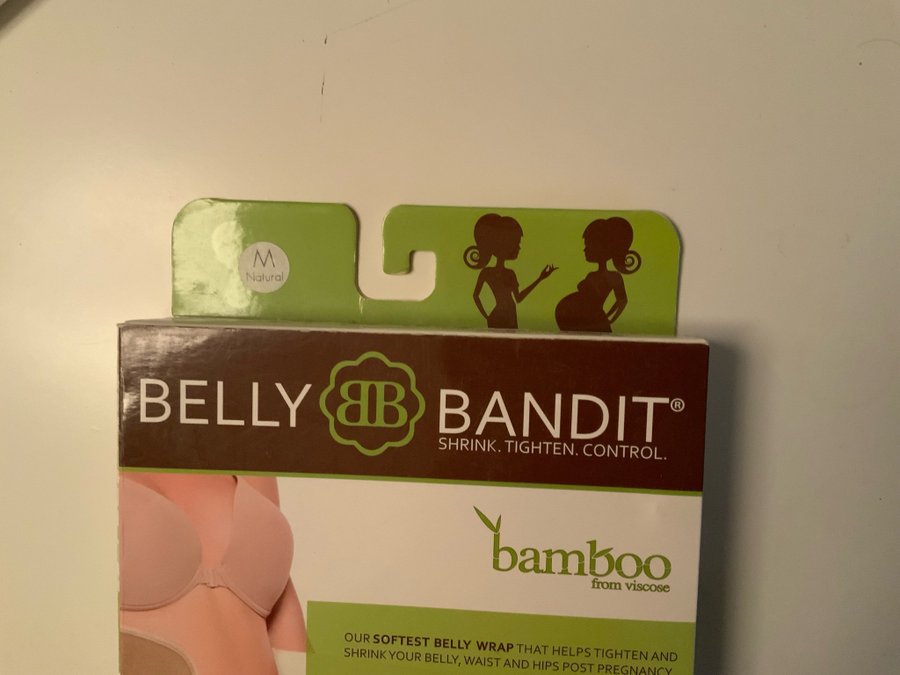 M
Natural
BELLY BB BANDIT®
SHRINK. TIGHTEN. CONTROL.
bamboo
from viscose
OUR SOFTEST BELLY WRAP THAT HELPS TIGHTEN AND
SHRINK YOUR BELLY, WAIST AND HIPS POST PREGNANCY